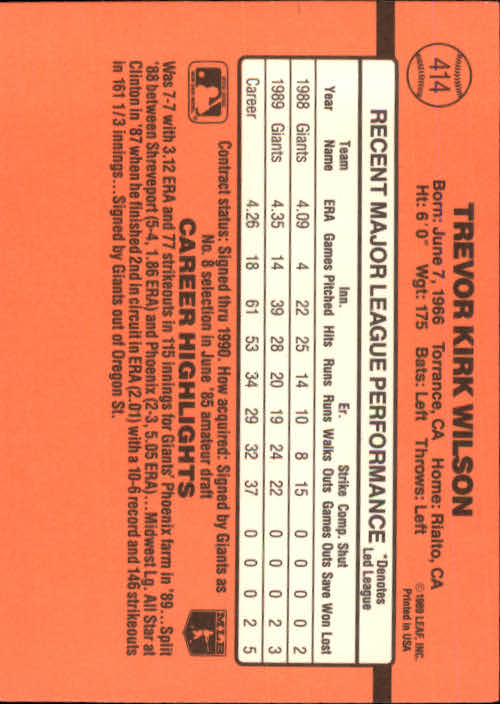 414
TREVOR KIRK WILSON
Born: June 7, 1966 Torrance, CA Home: Rialto, CA
Ht: 6'0" Wgt: 175 Bats: Left Throws: Left
© 1989 LEAF, INC.
Printed in USA
RECENT MAJOR LEAGUE PERFORMANCE
*Denotes
Led League
Team Inn. Er. Strike Comp. Shut
Year Name ERA Games Pitched Hits Runs Runs Walks Outs Games Outs Save Won Lost
1988 Giants 4.09 4 22 25 14 10 8 15 0 0 0 0 2
1989 Giants 4.35 14 39 28 20 19 24 22 0 0 0 2 3
Career 4.26 18 61 53 34 29 32 37 0 0 0 2 5
Contract status: Signed thru 1990. How acquired: Signed by Giants as
No. 8 selection in June '85 amateur draft
MLB
CAREER HIGHLIGHTS
Was 7-7 with 3.12 ERA and 77 strikeouts in 115 innings for Giants' Phoenix farm in '89...Split
'88 between Shreveport (5-4, 1.86 ERA) and Phoenix (2-3, 5.05 ERA)...Midwest Lg. All Star at
Clinton in '87 when he finished 2nd in circuit in ERA (2.01) with a 10-6 record and 146 strikeouts
in 161 1/3 innings...Signed by Giants out of Oregon St.